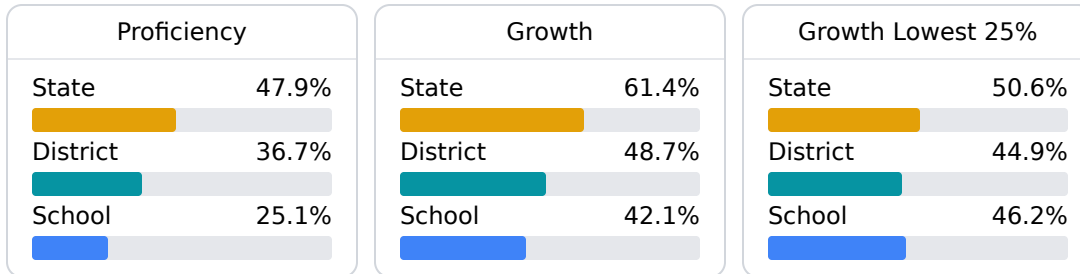 Proficiency
State 47.9%
District 36.7%
School 25.1%
Growth
State 61.4%
District 48.7%
School 42.1%
Growth Lowest 25%
State 50.6%
District 44.9%
School 46.2%